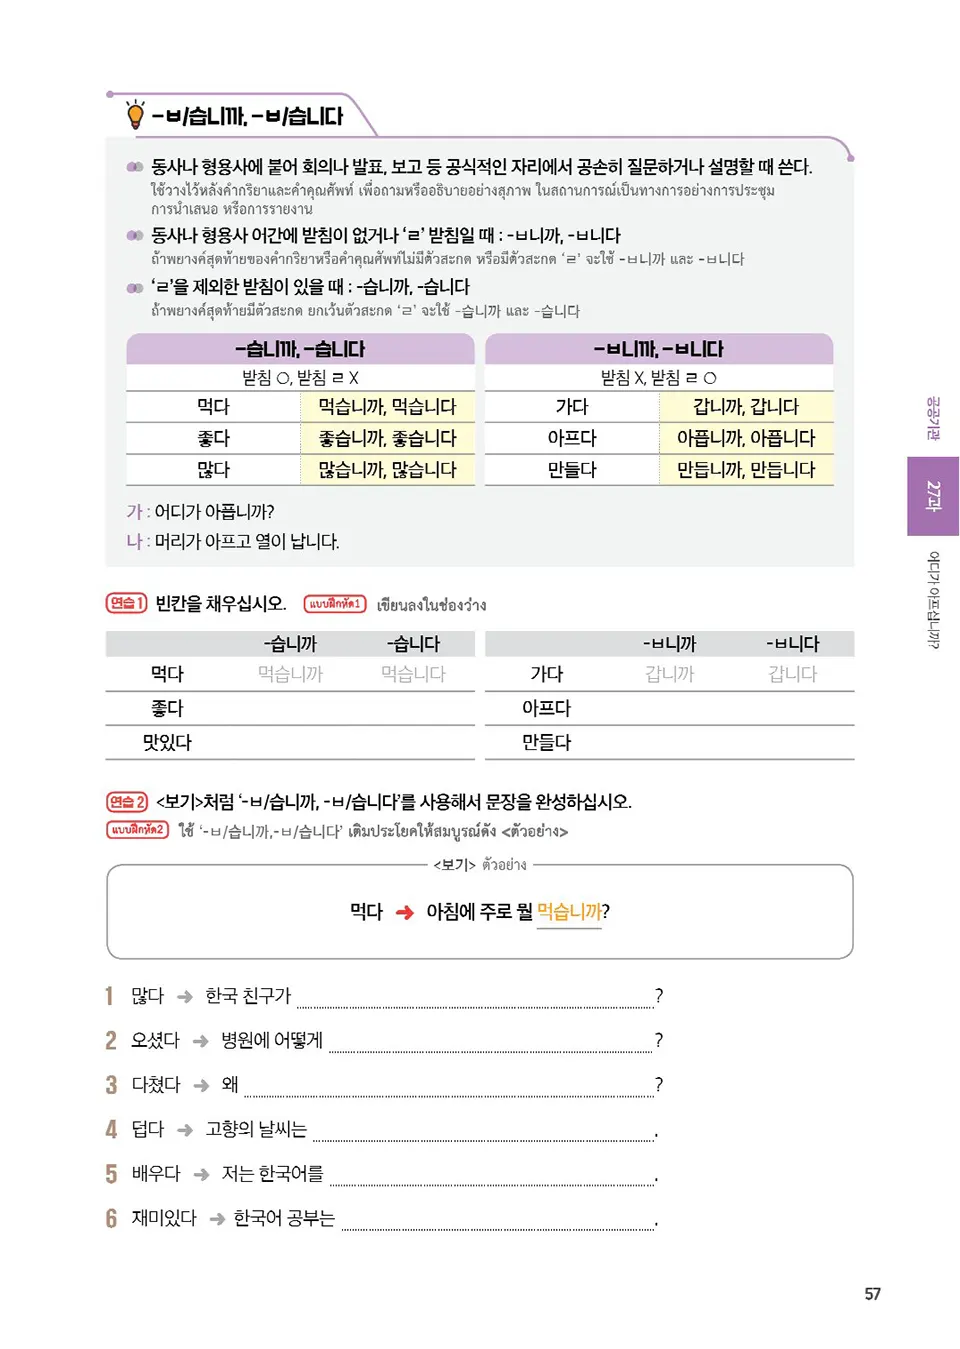 -ㅂ/습니까, -ㅂ/습니다
동사나 형용사에 붙어 회의나 발표, 보고 등 공식적인 자리에서 공손히 질문하거나 설명할 때 쓴다.
ใช้วางไว้หลังคำกริยาและคำคุณศัพท์ เพื่อถามหรืออธิบายอย่างสุภาพ ในสถานการณ์เป็นทางการอย่างการประชุม
การนำเสนอ หรือการรายงาน
동사나 형용사 어간에 받침이 없거나 ‘ㄹ’ 받침일 때 : -ㅂ니까, -ㅂ니다
ถ้าพยางค์สุดท้ายของคำกริยาหรือคำคุณศัพท์ไม่มีตัวสะกด หรือมีตัวสะกด ‘ㄹ’ จะใช้ -ㅂ니까 และ -ㅂ니다
‘ㄹ’을 제외한 받침이 있을 때 : -습니까, -습니다
ถ้าพยางค์สุดท้ายมีตัวสะกด ยกเว้นตัวสะกด ‘ㄹ’ จะใช้ -습니까 และ -습니다
-습니까, -습니다 -ㅂ니까, -ㅂ니다
받침 O, 받침 ㄹ X 받침 X, 받침 ㄹ O
먹다 먹습니까, 먹습니다 가다 갑니까, 갑니다
좋다 좋습니까, 좋습니다 아프다 아픕니까, 아픕니다
많다 많습니까, 많습니다 만들다 만듭니까, 만듭니다
가 : 어디가 아픕니까?
나 : 머리가 아프고 열이 납니다.
연습 1 빈칸을 채우십시오. แบบฝึกหัด1 เขียนลงในช่องว่าง
-습니까 -습니다 -ㅂ니까 -ㅂ니다
먹다 먹습니까 먹습니다 가다 갑니까 갑니다
좋다 아프다
맛있다 만들다
연습 2 <보기>처럼 ‘-ㅂ/습니까, -ㅂ/습니다’를 사용해서 문장을 완성하십시오.
แบบฝึกหัด2 ใช้ ‘-ㅂ/습니까,-ㅂ/습니다’ เติมประโยคให้สมบูรณ์ดัง <ตัวอย่าง>
<보기> ตัวอย่าง
먹다 ➜ 아침에 주로 뭘 먹습니까?
1 많다 ➜ 한국 친구가 ?
2 오셨다 ➜ 병원에 어떻게 ?
3 다쳤다 ➜ 왜 ?
4 덥다 ➜ 고향의 날씨는 .
5 배우다 ➜ 저는 한국어를 .
6 재미있다 ➜ 한국어 공부는 .
공공기관
27과
어디가 아프십니까?
57